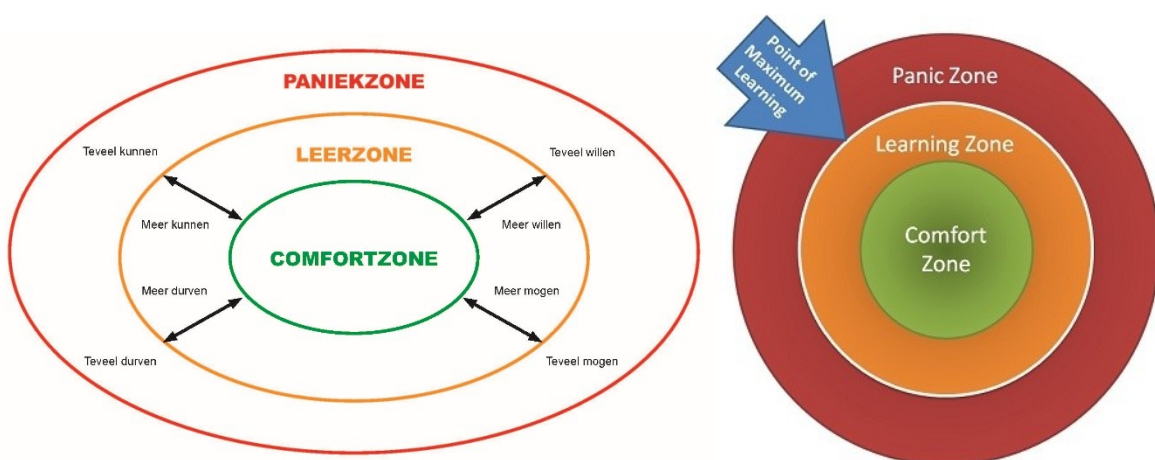 PANIEKZONE
Teveel kunnen
LEERZONE
Teveel willen
Meer kunnen
Meer willen
COMFORTZONE
Meer durven
Meer mogen
Teveel durven
Teveel mogen
Point of
Maximum
Learning
Panic Zone
Learning Zone
Comfort
Zone